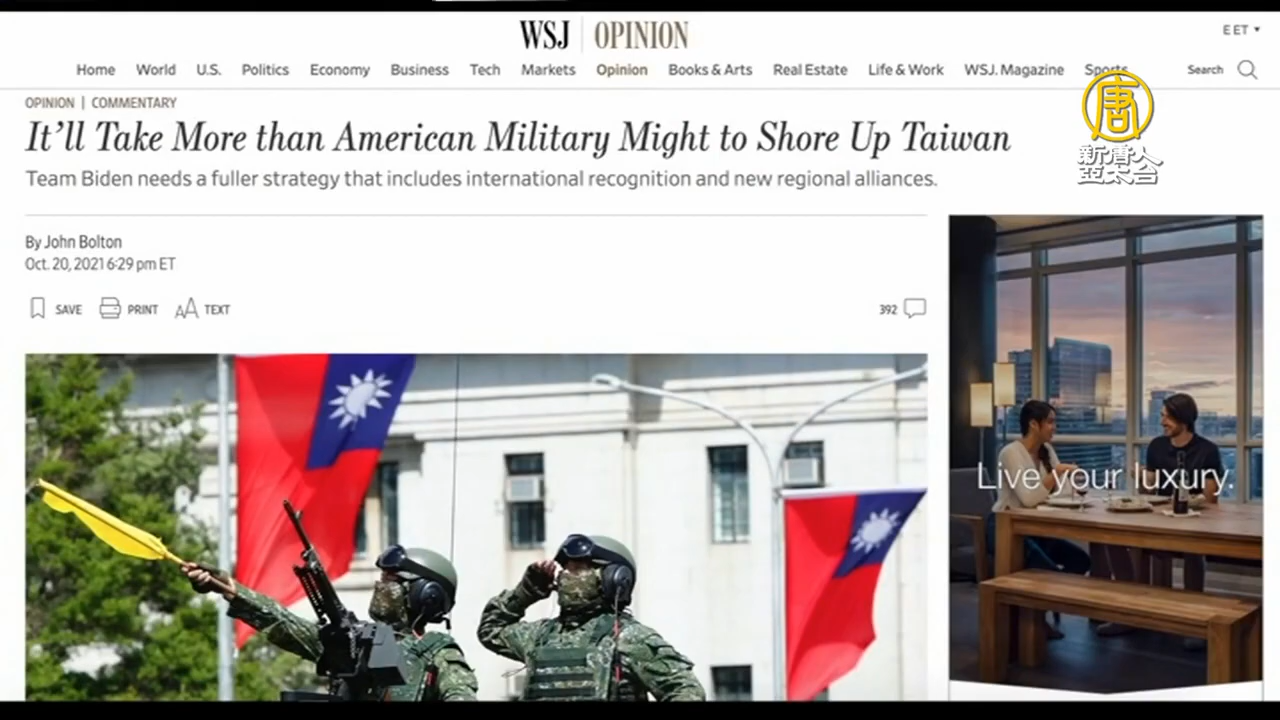 WSJ OPINION
E ET
Home World U.S. Politics Economy Business Tech Markets Opinion Books & Arts Real Estate Life & Work WSJ. Magazine Sports Search
OPINION | COMMENTARY
It'll Take More than American Military Might to Shore Up Taiwan
Team Biden needs a fuller strategy that includes international recognition and new regional alliances.
唐
新唐人
亞太台
By John Bolton
Oct. 20, 2021 6:29 pm ET
SAVE PRINT AA TEXT
392
Live your luxury.